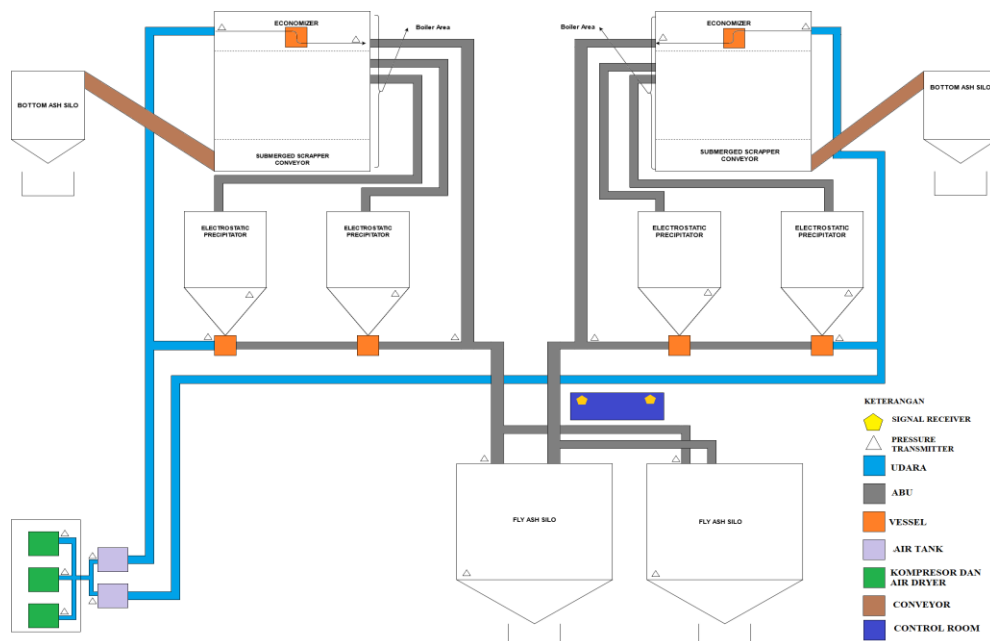 ECONOMIZER
Boiler Area
Boiler Area
ECONOMIZER
BOTTOM ASH SILO
BOTTOM ASH SILO
SUBMERGED SCRAPPER
CONVEYOR
SUBMERGED SCRAPPER
CONVEYOR
ELECTROSTATIC
PRECIPITATOR
ELECTROSTATIC
PRECIPITATOR
ELECTROSTATIC
PRECIPITATOR
ELECTROSTATIC
PRECIPITATOR
KETERANGAN
SIGNAL RECEIVER
PRESSURE
TRANSMITTER
UDARA
ABU
VESSEL
AIR TANK
KOMPRESOR DAN
AIR DRYER
CONVEYOR
CONTROL ROOM
FLY ASH SILO
FLY ASH SILO